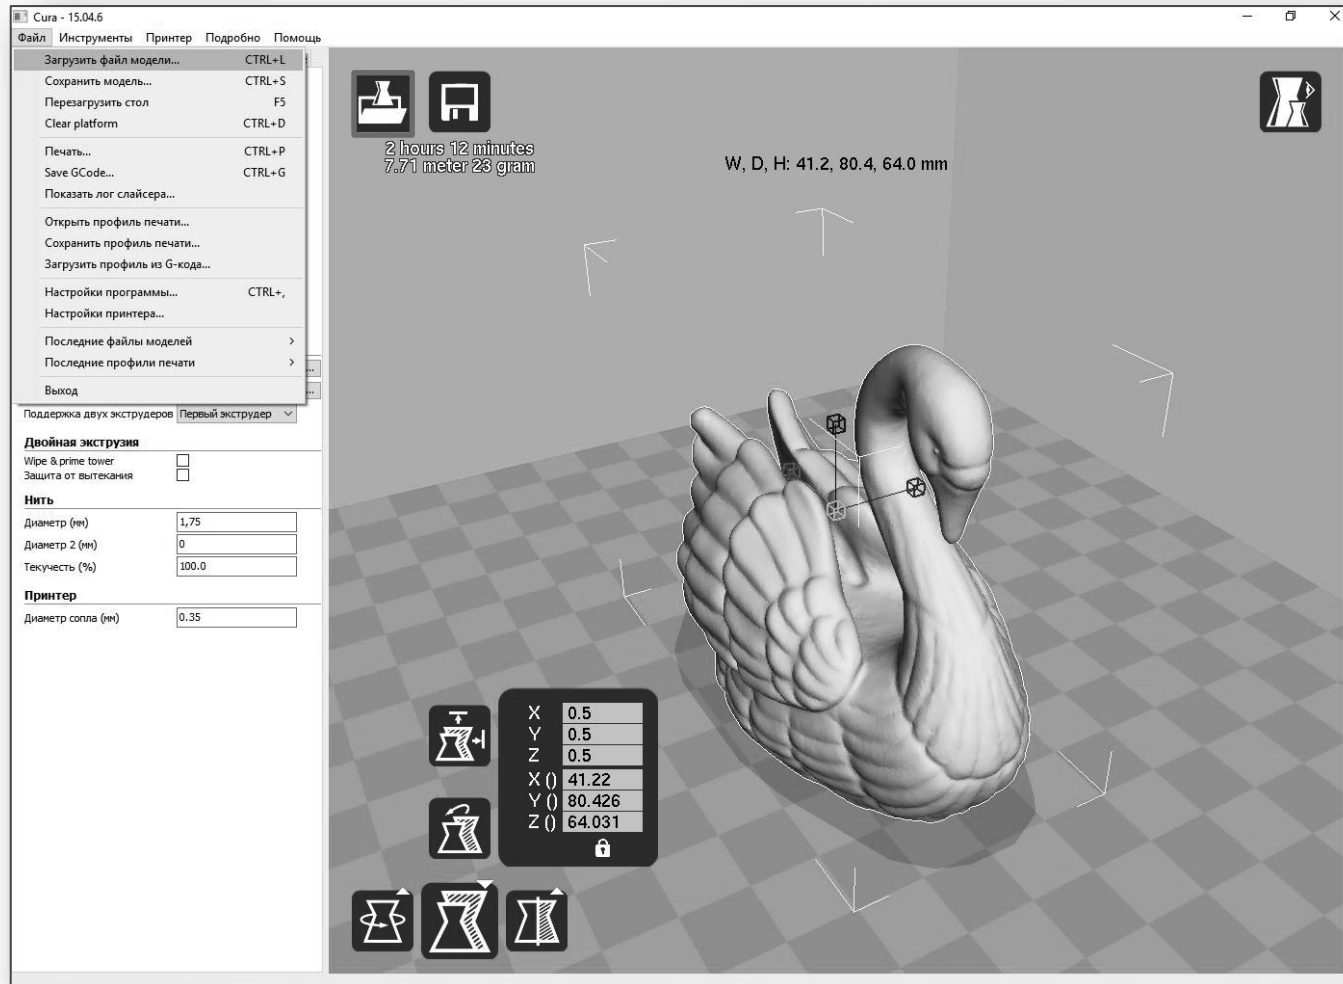 Cura - 15.04.6
Файл Инструменты Принтер Подробно Помощь
Загрузить файл модели... CTRL+L
Сохранить модель... CTRL+S
Перезагрузить стол F5
Clear platform CTRL+D
Печать... CTRL+P
Save GCode... CTRL+G
Показать лог слайсера...
Открыть профиль печати...
Сохранить профиль печати...
Загрузить профиль из G-кода...
Настройки программы... CTRL+,
Настройки принтера...
Последние файлы моделей >
Последние профили печати >
Выход
...
...
Поддержка двух экструдеров Первый экструдер
Двойная экструзия
Wipe & prime tower
Защита от вытекания
Нить
Диаметр (мм) 1,75
Диаметр 2 (мм) 0
Текучесть (%) 100.0
Принтер
Диаметр сопла (мм) 0.35
2 hours 12 minutes
7.71 meter 23 gram
W, D, H: 41.2, 80.4, 64.0 mm
X 0.5
Y 0.5
Z 0.5
X () 41.22
Y () 80.426
Z () 64.031